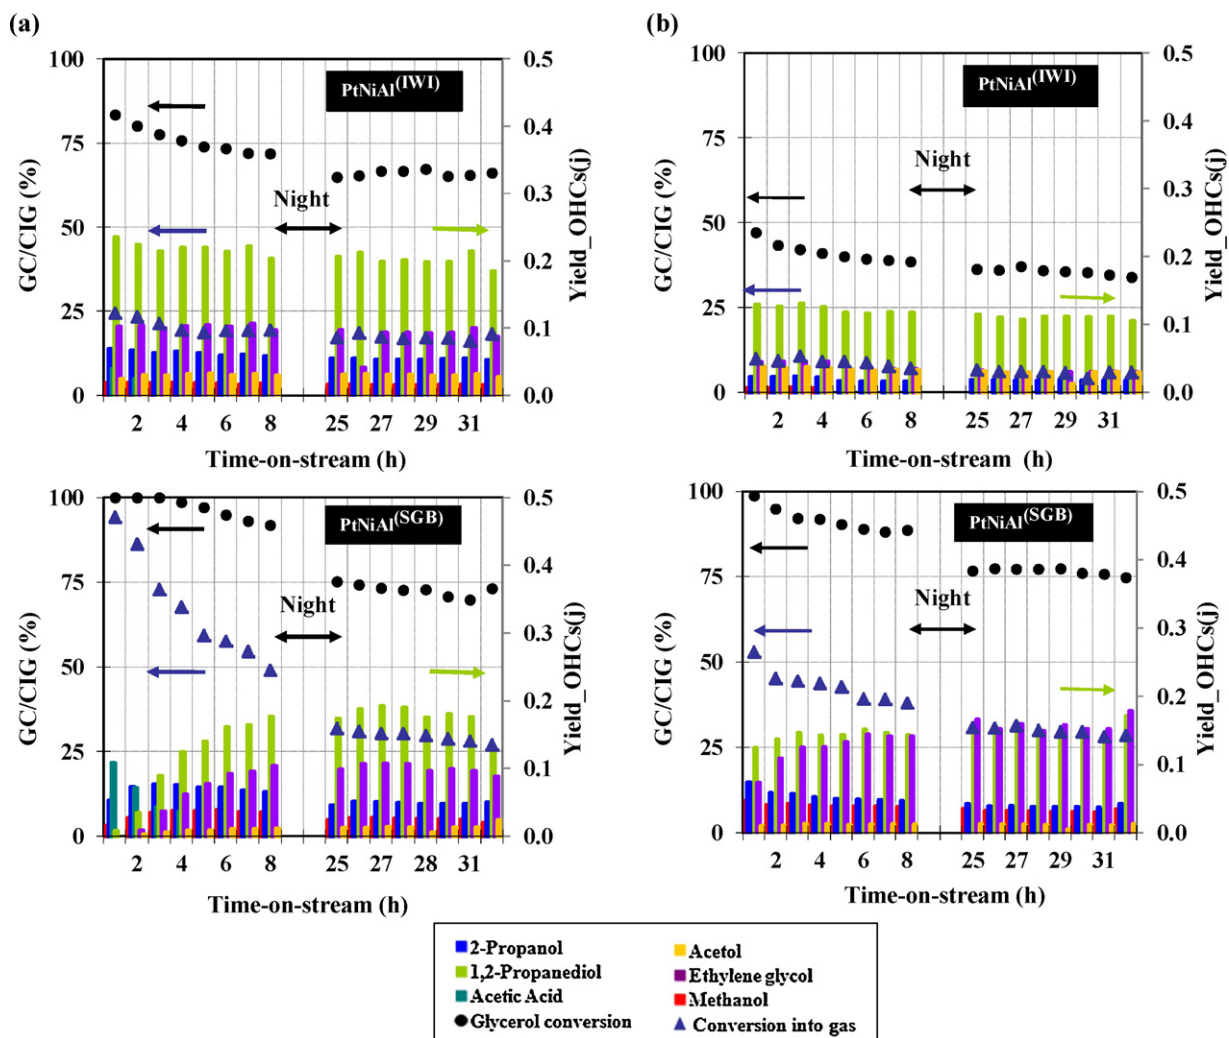 (a)
100
75
50
25
0
GC/CIG (%)
PtNiAl(IWI)
Night
0.5
0.4
0.3
0.2
0.1
0.0
Yield_OHCs(j)
2 4 6 8 25 27 29 31
Time-on-stream (h)
(b)
100
75
50
25
0
GC/CIG (%)
PtNiAl(IWI)
Night
0.5
0.4
0.3
0.2
0.1
0.0
Yield_OHCs(j)
2 4 6 8 25 27 29 31
Time-on-stream (h)
100
75
50
25
0
GC/CIG (%)
PtNiAl(SGB)
Night
0.5
0.4
0.3
0.2
0.1
0.0
Yield_OHCs(j)
2 4 6 8 25 27 28 31
Time-on-stream (h)
100
75
50
25
0
GC/CIG (%)
PtNiAl(SGB)
Night
0.5
0.4
0.3
0.2
0.1
0.0
Yield_OHCs(j)
2 4 6 8 25 27 29 31
Time-on-stream (h)
2-Propanol
1,2-Propanediol
Acetic Acid
Glycerol conversion
Acetol
Ethylene glycol
Methanol
Conversion into gas